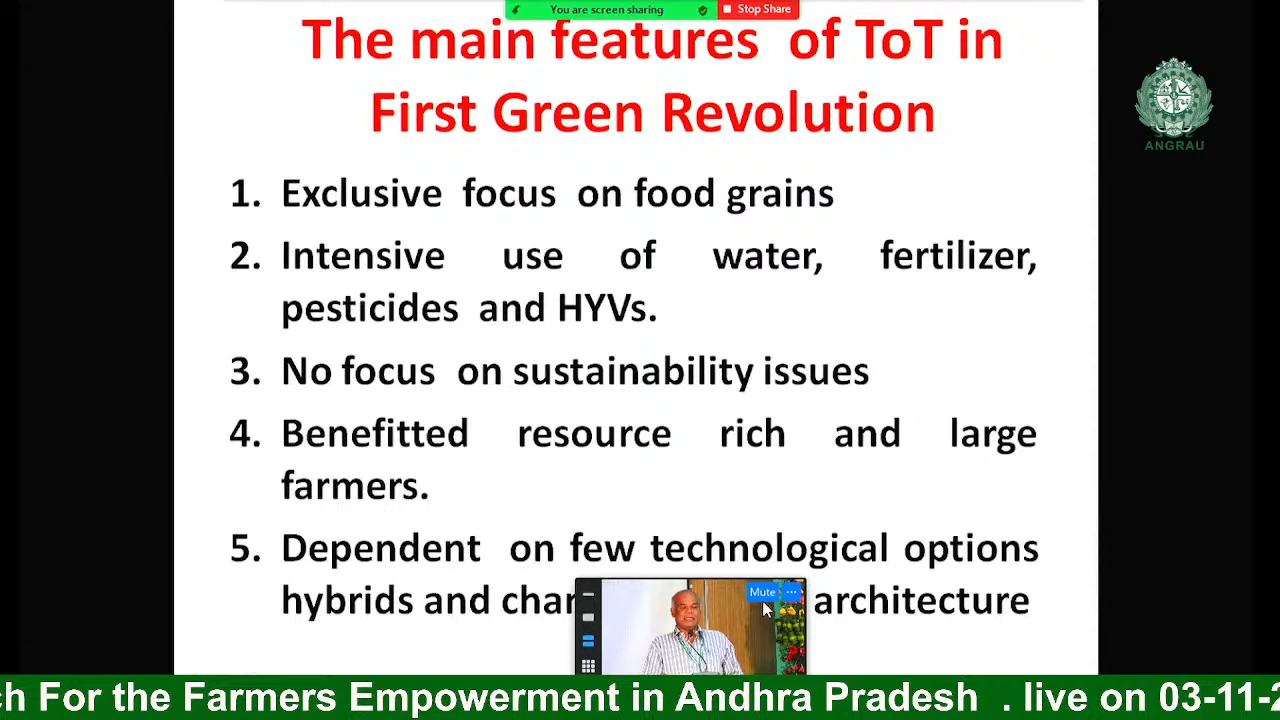 You are screen sharing
Stop Share
The main features of ToT in
First Green Revolution
ANGRAU
1. Exclusive focus on food grains
2. Intensive use of water, fertilizer,
pesticides and HYVs.
3. No focus on sustainability issues
4. Benefitted resource rich and large
farmers.
5. Dependent on few technological options
hybrids and architecture
Mute
For the Farmers Empowerment in Andhra Pradesh . live on 03-11-